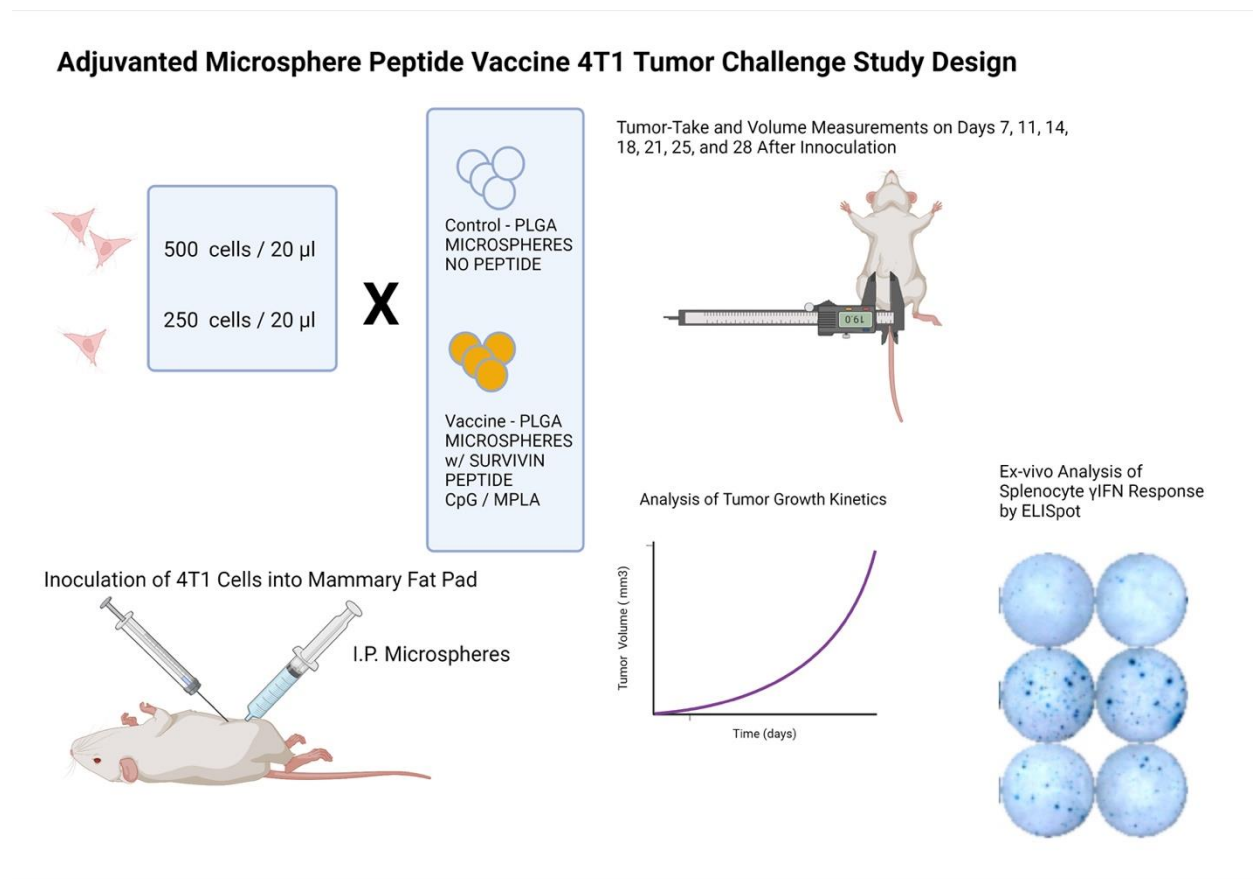 Adjuvanted Microsphere Peptide Vaccine 4T1 Tumor Challenge Study Design
500 cells / 20 µl
250 cells / 20 µl
X
Control - PLGA
MICROSPHERES
NO PEPTIDE
Vaccine - PLGA
MICROSPHERES
w/ SURVIVIN
PEPTIDE
CpG / MPLA
Tumor-Take and Volume Measurements on Days 7, 11, 14,
18, 21, 25, and 28 After Innoculation
19.0
Inoculation of 4T1 Cells into Mammary Fat Pad
I.P. Microspheres
Analysis of Tumor Growth Kinetics
Tumor Volume ( mm3)
Time (days)
Ex-vivo Analysis of
Splenocyte γIFN Response
by ELISpot